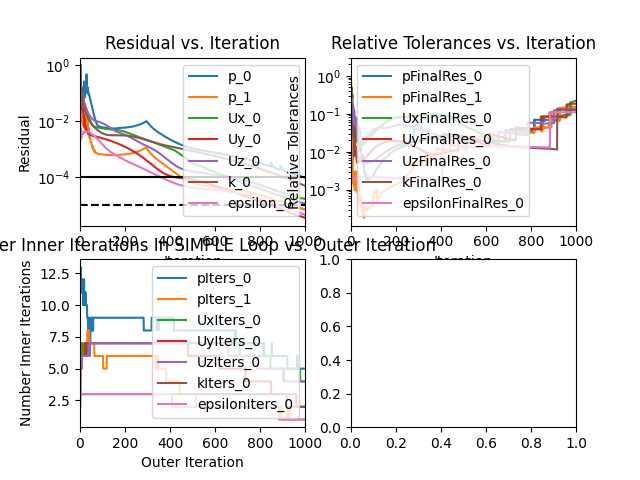 Residual vs. Iteration
Residual
10^0
10^-2
10^-4
0 200 400 600 800 1000
p_0
p_1
Ux_0
Uy_0
Uz_0
k_0
epsilon_0
Relative Tolerances vs. Iteration
Relative Tolerances
10^0
10^-1
10^-2
10^-3
0 200 400 600 800 1000
pFinalRes_0
pFinalRes_1
UxFinalRes_0
UyFinalRes_0
UzFinalRes_0
kFinalRes_0
epsilonFinalRes_0
er Inner Iterations In SIMPLE Loop vs. Outer Iteration
Number Inner Iterations
12.5
10.0
7.5
5.0
2.5
0 200 400 600 800 1000
Outer Iteration
pIters_0
pIters_1
UxIters_0
UyIters_0
UzIters_0
kIters_0
epsilonIters_0
1.0
0.8
0.6
0.4
0.2
0.0
0.0 0.2 0.4 0.6 0.8 1.0